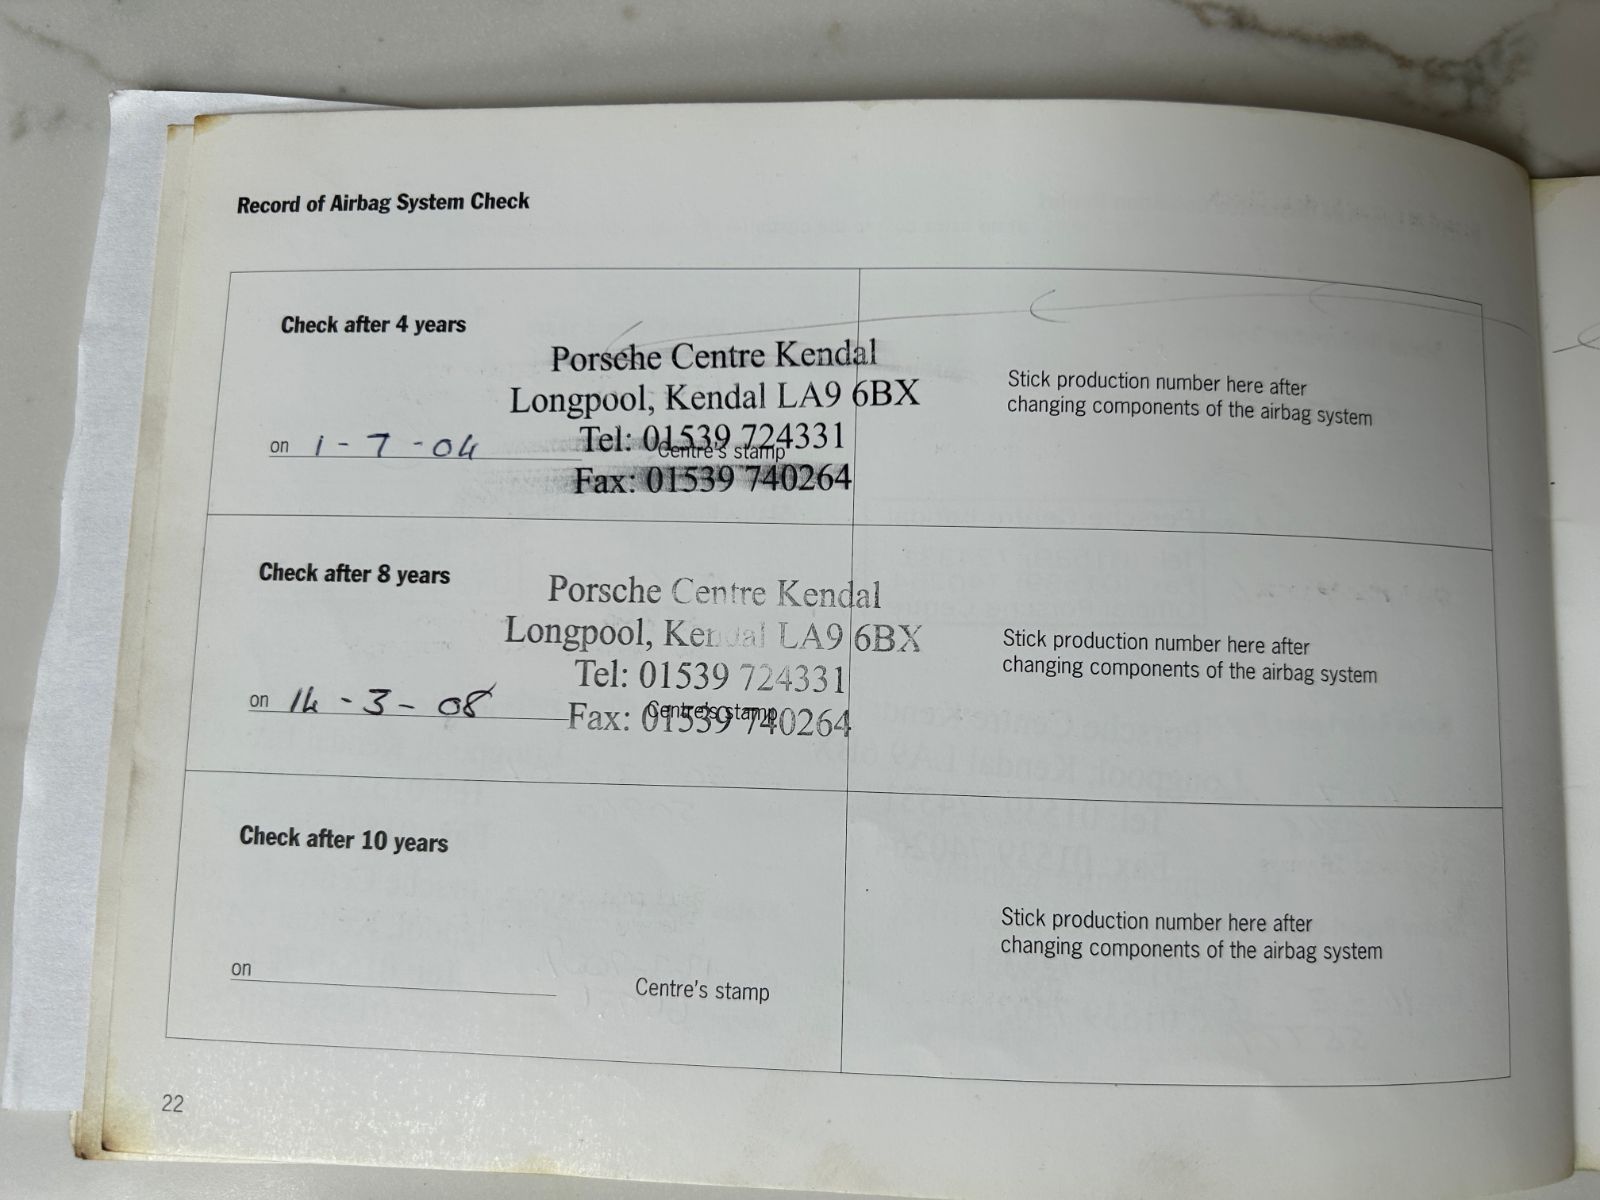 Record of Airbag System Check
Check after 4 years
Porsche Centre Kendal
Longpool, Kendal LA9 6BX
Tel: 01539 724331
on 1-7-04
Centre's stamp
Fax: 01539 740264
Stick production number here after
changing components of the airbag system
Check after 8 years
Porsche Centre Kendal
Longpool, Kendal LA9 6BX
Tel: 01539 724331
on 14-3-08
Centre's stamp
Fax: 01539 740264
Stick production number here after
changing components of the airbag system
Check after 10 years
on
Centre's stamp
Stick production number here after
changing components of the airbag system
22